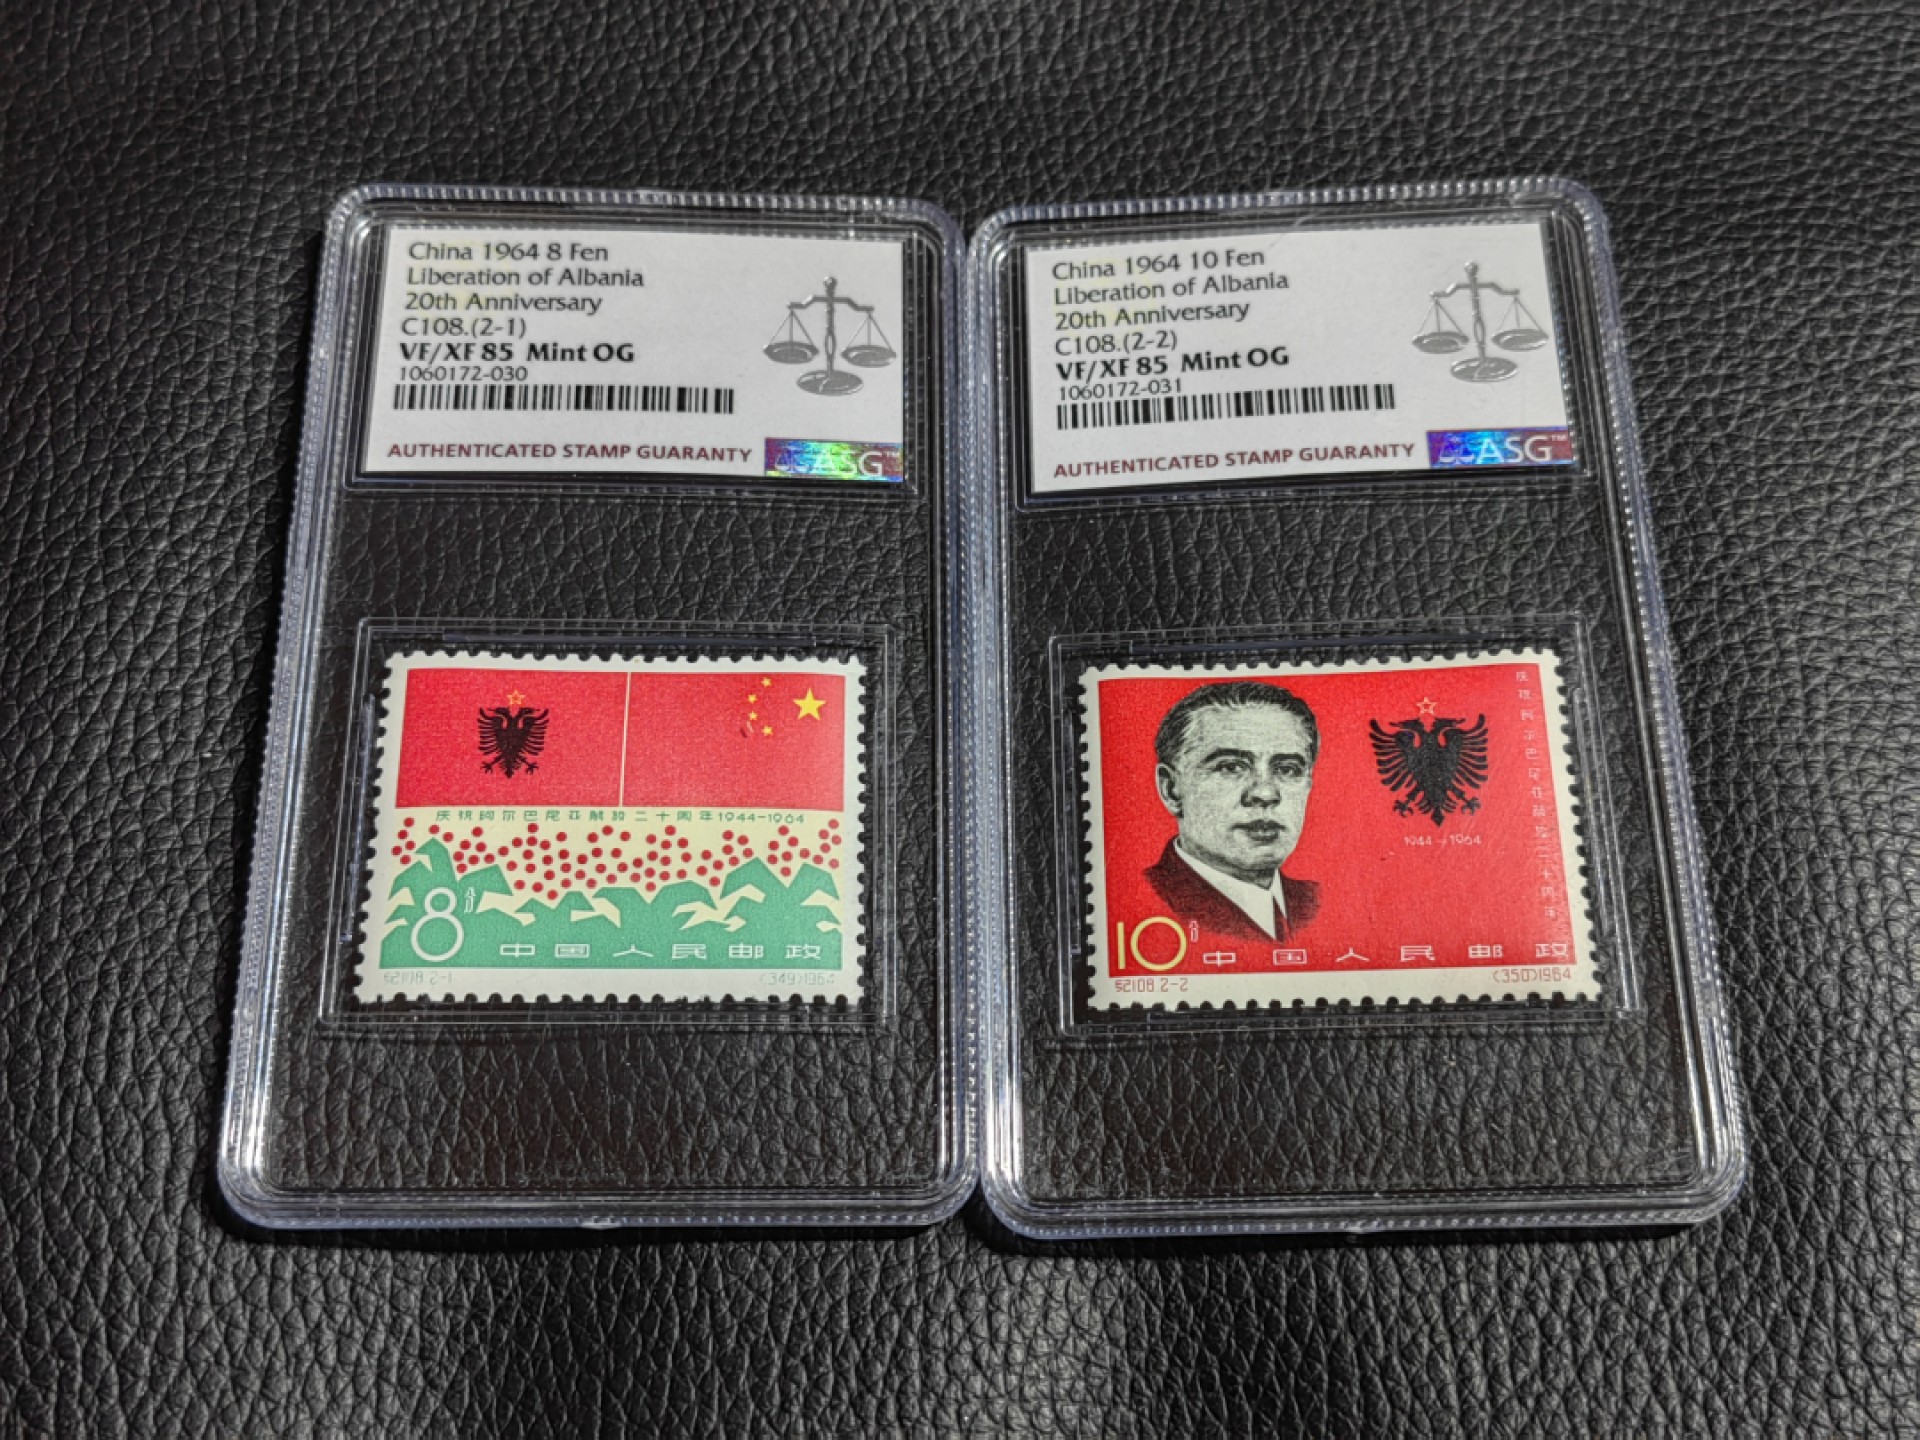 China 1964 8 Fen
Liberation of Albania
20th Anniversary
C108.(2-1)
VF/XF 85 Mint OG
1060172-030
AUTHENTICATED STAMP GUARANTY
ASG™
庆祝阿尔巴尼亚解放二十周年1944-1964
8分
中国人民邮政
纪108.2-1
(349)1964
China 1964 10 Fen
Liberation of Albania
20th Anniversary
C108.(2-2)
VF/XF 85 Mint OG
1060172-031
AUTHENTICATED STAMP GUARANTY
ASG™
庆祝阿尔巴尼亚解放二十周年
1944-1964
10分
中国人民邮政
纪108.2-2
(350)1964